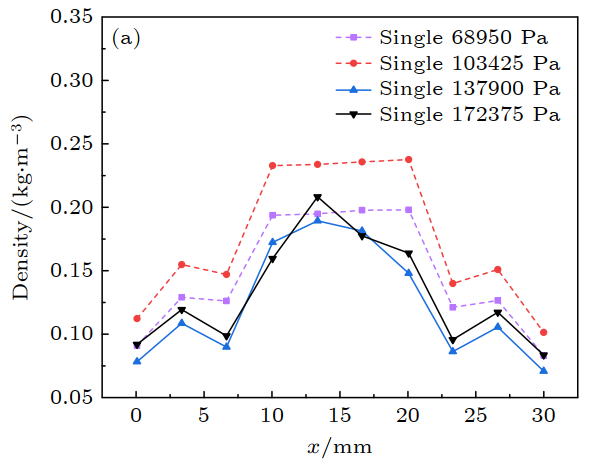 (a)
Single 68950 Pa
Single 103425 Pa
Single 137900 Pa
Single 172375 Pa
0.35
0.30
0.25
0.20
0.15
0.10
0.05
Density/(kg·m⁻³)
0 5 10 15 20 25 30
x/mm